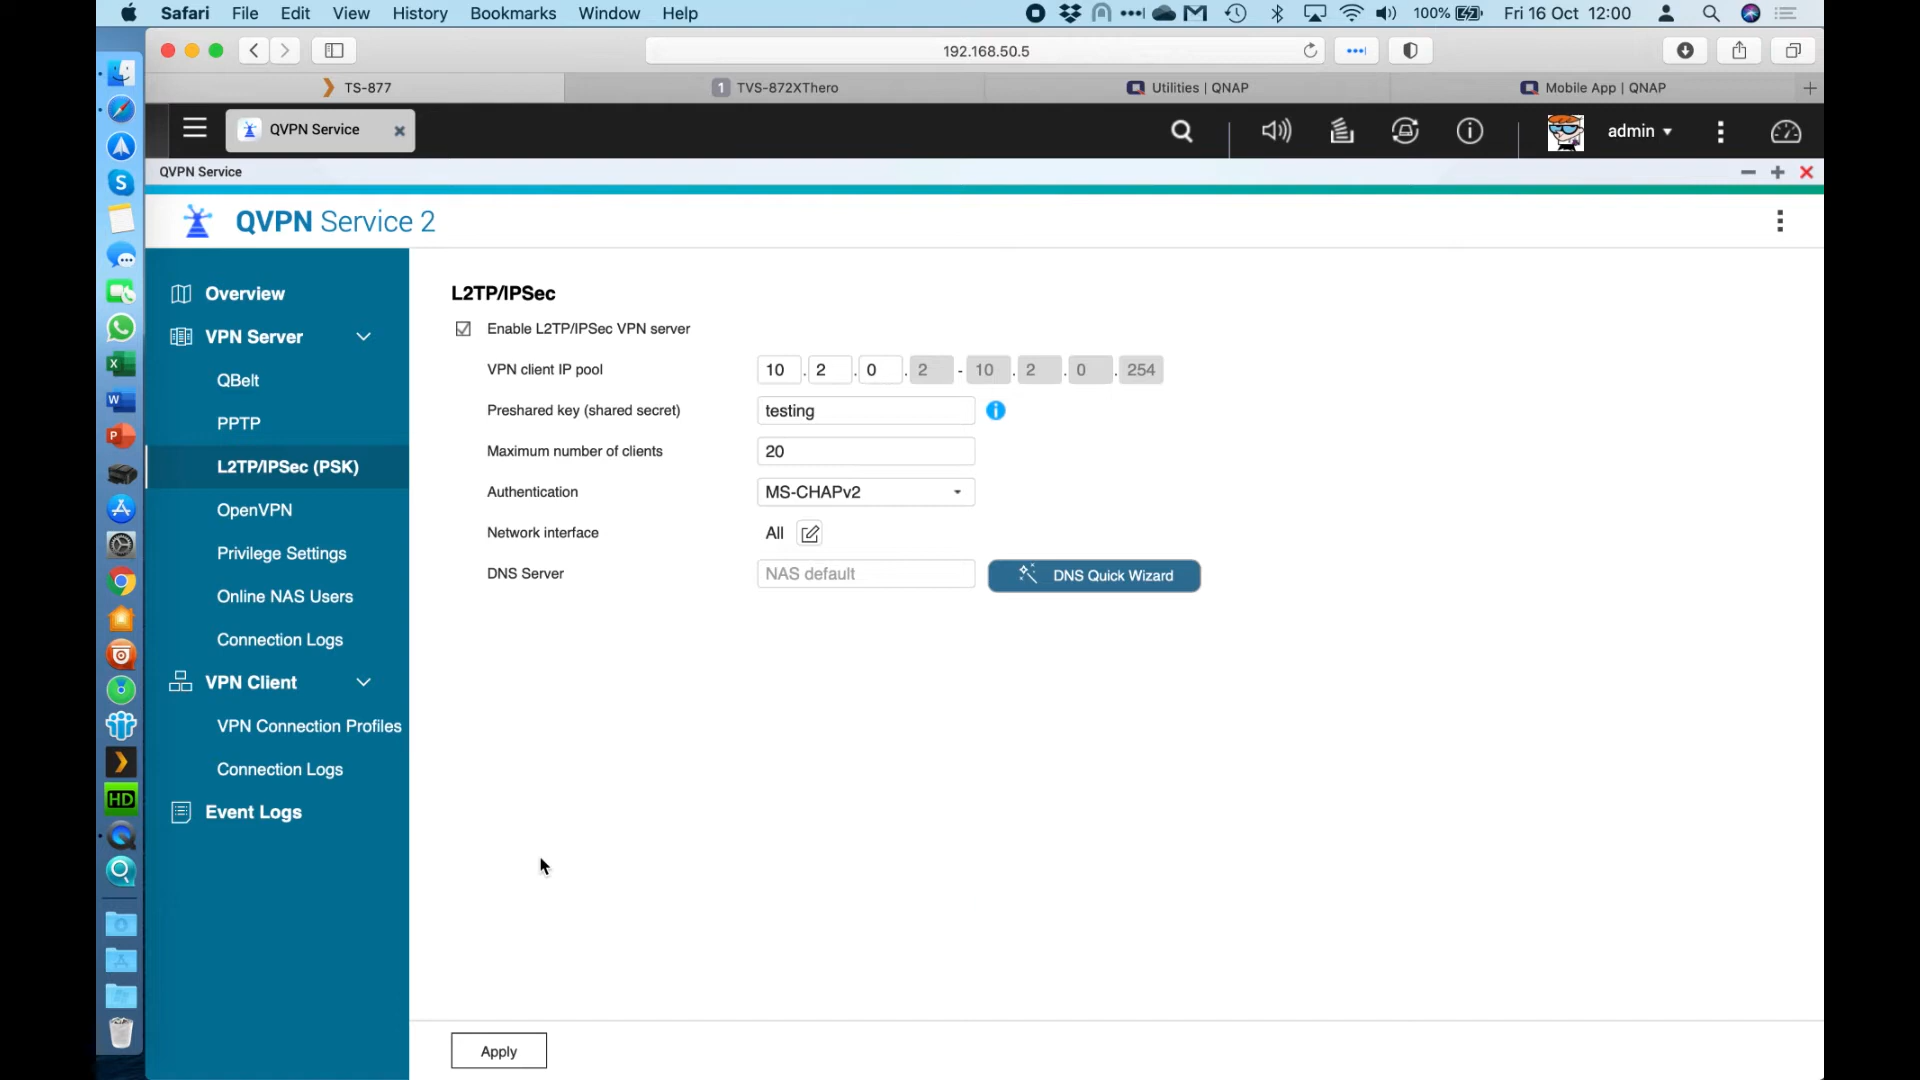 Safari File Edit View History Bookmarks Window Help 100% Fri 16 Oct 12:00
192.168.50.5
TS-877 1 TVS-872XThero Utilities | QNAP Mobile App | QNAP
QVPN Service admin
QVPN Service
QVPN Service 2
Overview
VPN Server
QBelt
PPTP
L2TP/IPSec (PSK)
OpenVPN
Privilege Settings
Online NAS Users
Connection Logs
VPN Client
VPN Connection Profiles
Connection Logs
Event Logs
L2TP/IPSec
Enable L2TP/IPSec VPN server
VPN client IP pool 10 . 2 . 0 . 2 - 10 . 2 . 0 . 254
Preshared key (shared secret) testing
Maximum number of clients 20
Authentication MS-CHAPv2
Network interface All
DNS Server NAS default DNS Quick Wizard
Apply
S
X
W
P
HD